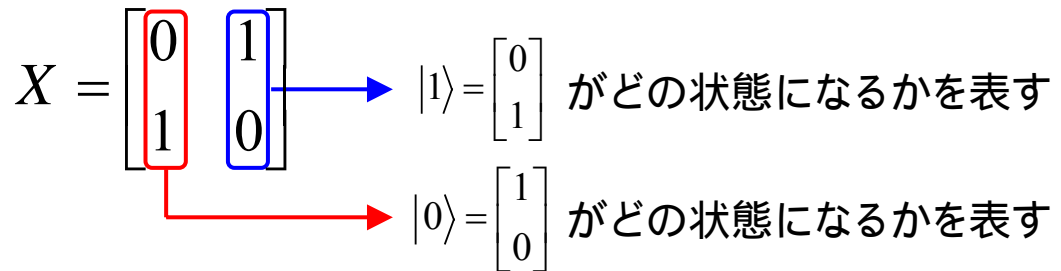 X = [0 1
1 0]
|1⟩ = [0
1] がどの状態になるかを表す
|0⟩ = [1
0] がどの状態になるかを表す